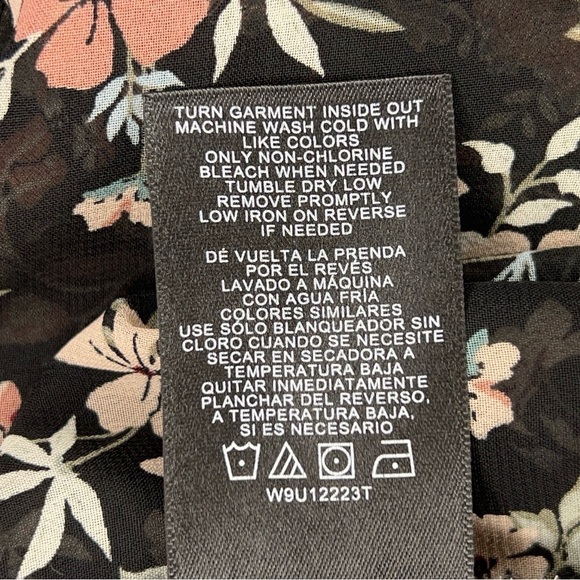 TURN GARMENT INSIDE OUT
MACHINE WASH COLD WITH
LIKE COLORS
ONLY NON-CHLORINE
BLEACH WHEN NEEDED
TUMBLE DRY LOW
REMOVE PROMPTLY
LOW IRON ON REVERSE
IF NEEDED
DÉ VUELTA LA PRENDA
POR EL REVÉS
LAVADO A MÁQUINA
CON AGUA FRÍA
COLORES SIMILARES
USE SÓLO BLANQUEADOR SIN
CLORO CUANDO SE NECESITE
SECAR EN SECADORA A
TEMPERATURA BAJA
QUITAR INMEDIATAMENTE
PLANCHAR DEL REVERSO,
A TEMPERATURA BAJA,
SI ES NECESARIO
W9U12223T